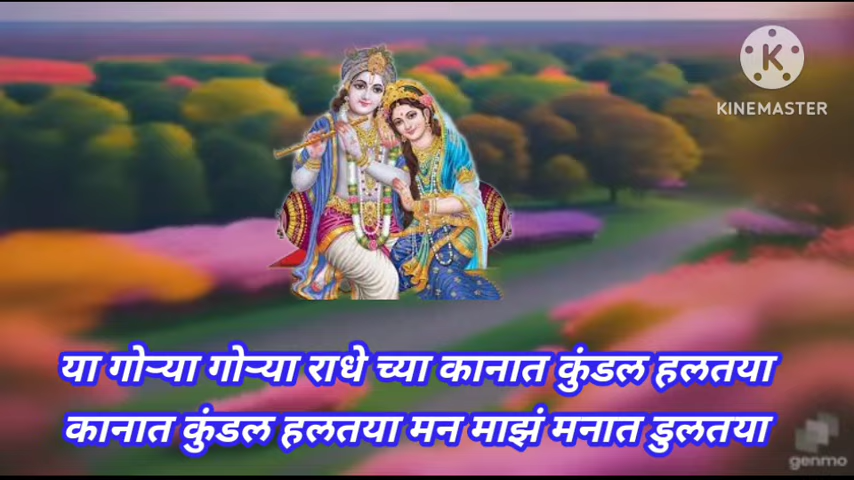 KINEMASTER
या गोऱ्या गोऱ्या राधे च्या कानात कुंडल हलतया
कानात कुंडल हलतया मन माझं मनात डुलतया
genmo